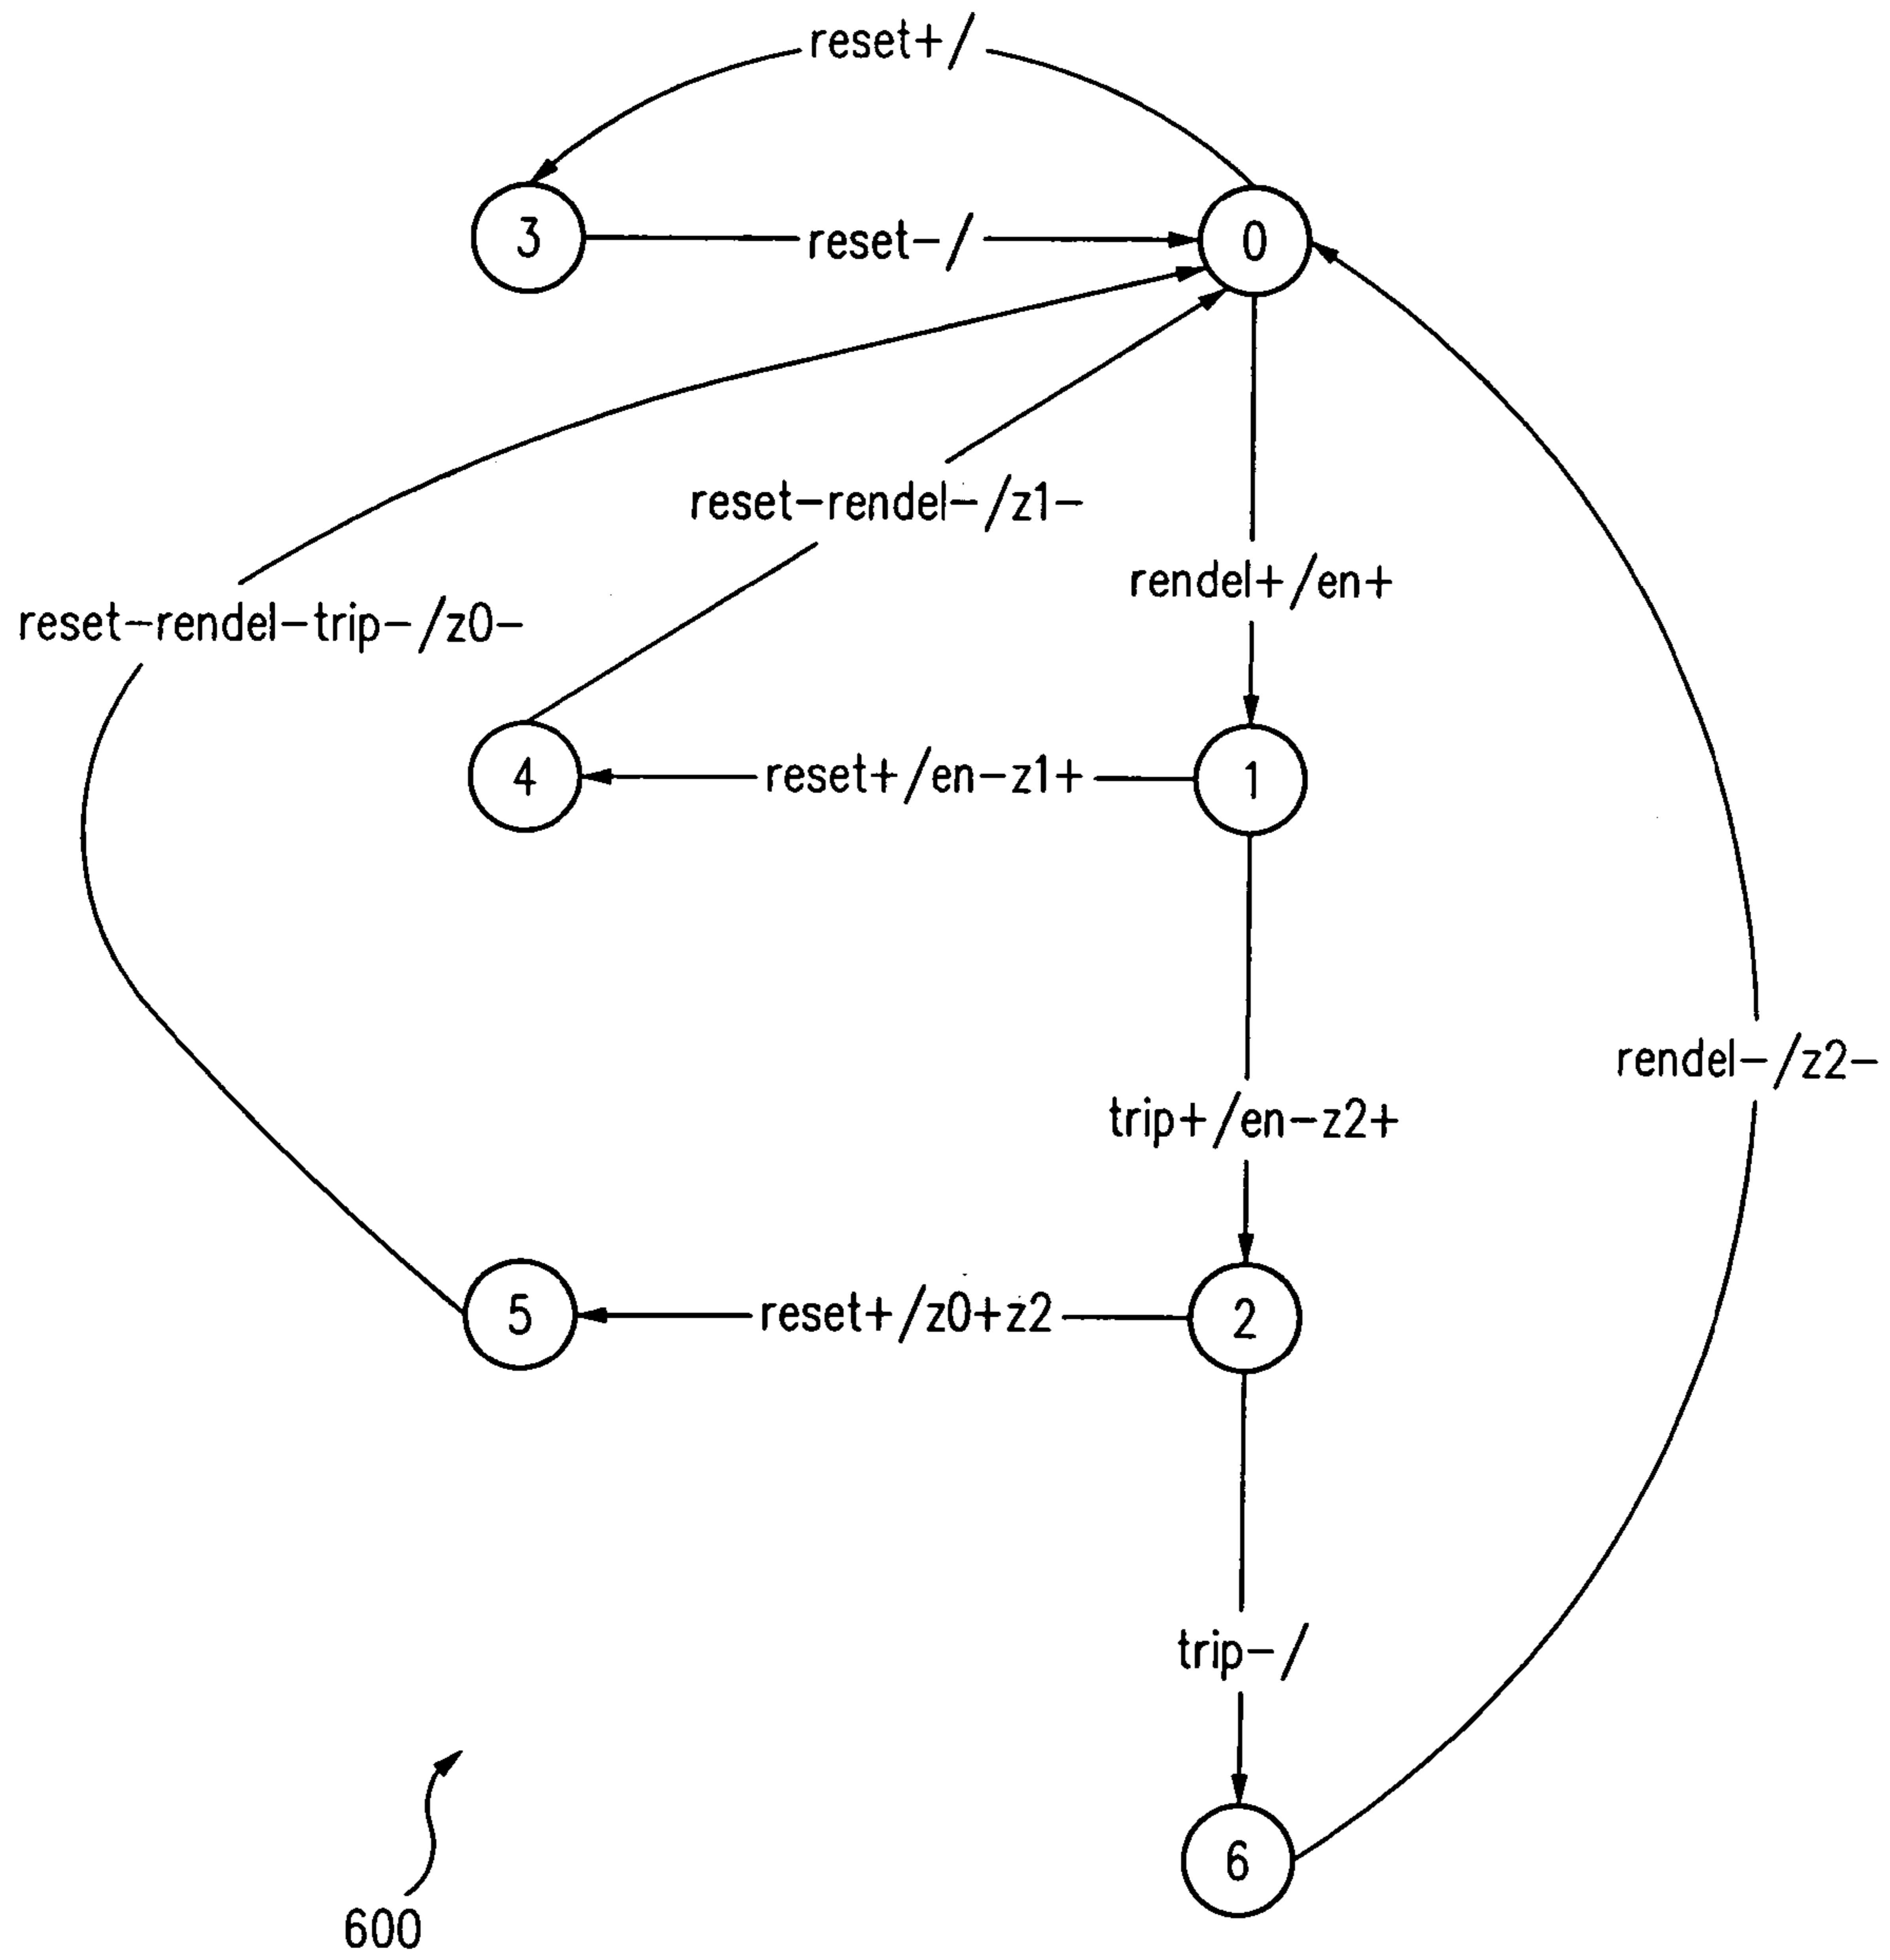 reset+/
3
reset-/
0
reset-rendel-/z1-
rendel+/en+
reset-rendel-trip-/z0-
4
reset+/en-z1+
1
rendel-/z2-
trip+/en-z2+
5
reset+/z0+z2
2
trip-/
6
600